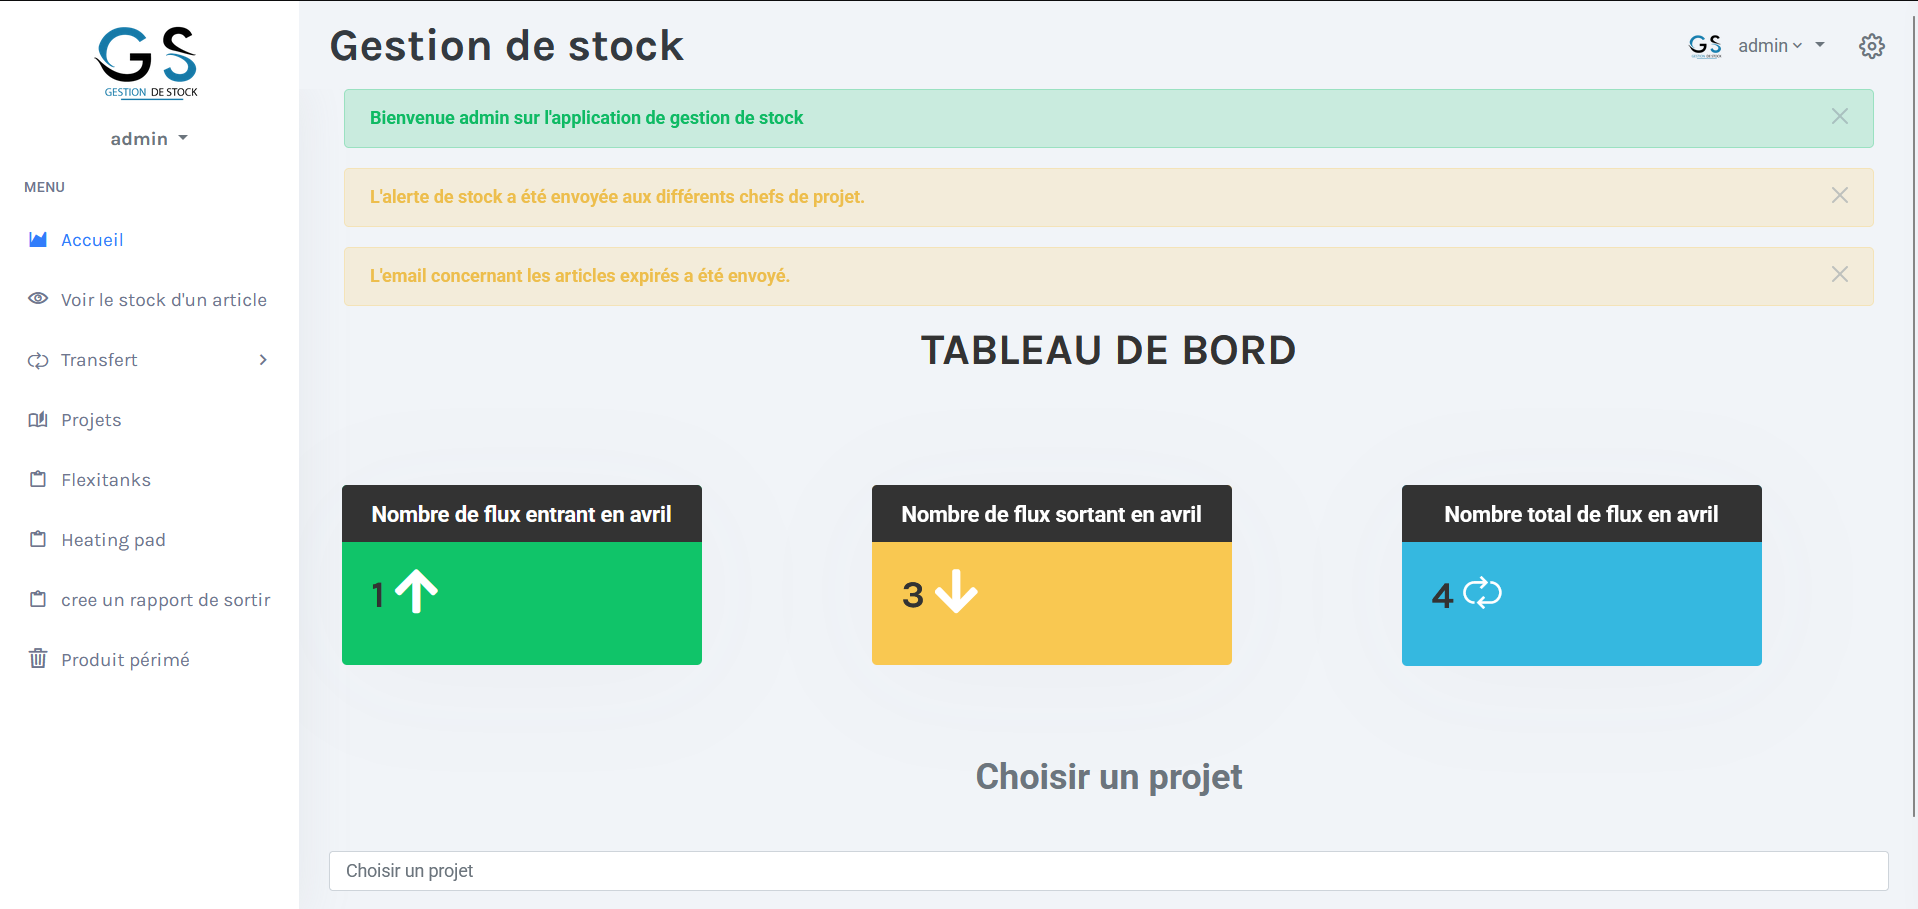 GS
GESTION DE STOCK
admin
MENU
Accueil
Voir le stock d'un article
Transfert
Projets
Flexitanks
Heating pad
cree un rapport de sortir
Produit périmé
Gestion de stock
GS
admin
Bienvenue admin sur l'application de gestion de stock
L'alerte de stock a été envoyée aux différents chefs de projet.
L'email concernant les articles expirés a été envoyé.
TABLEAU DE BORD
Nombre de flux entrant en avril
1
Nombre de flux sortant en avril
3
Nombre total de flux en avril
4
Choisir un projet
Choisir un projet